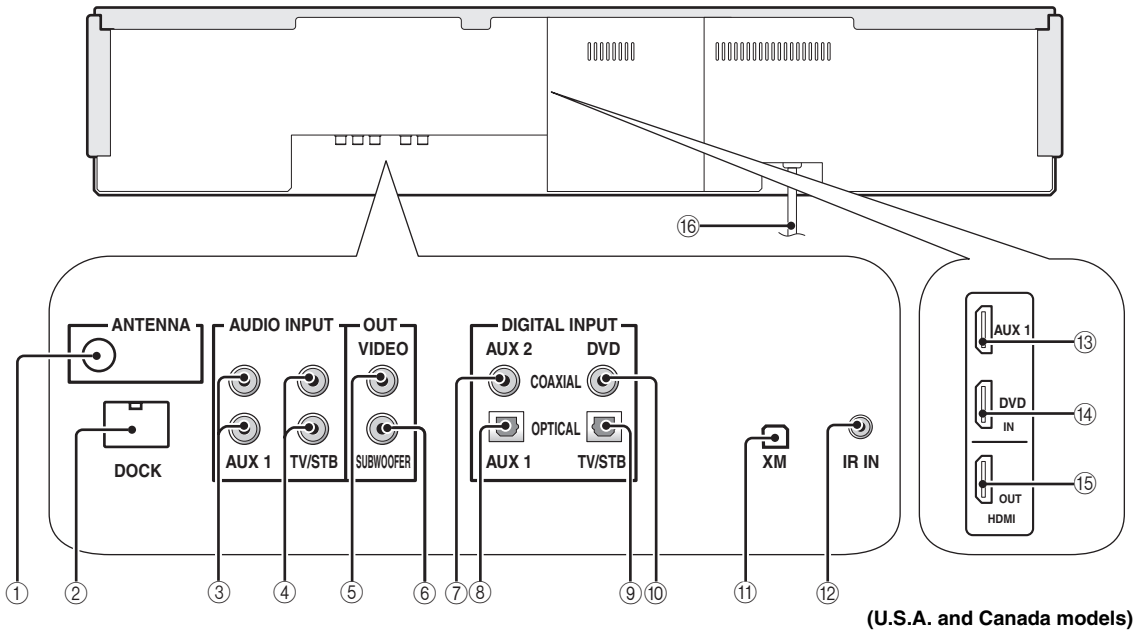 ⑯
ANTENNA AUDIO INPUT OUT DIGITAL INPUT
VIDEO AUX 2 DVD
COAXIAL
OPTICAL
DOCK AUX 1 TV/STB SUBWOOFER AUX 1 TV/STB
XM IR IN
AUX 1 ⑬
DVD ⑭
IN
OUT ⑮
HDMI
① ② ③ ④ ⑤ ⑥ ⑦ ⑧ ⑨ ⑩ ⑪ ⑫
(U.S.A. and Canada models)